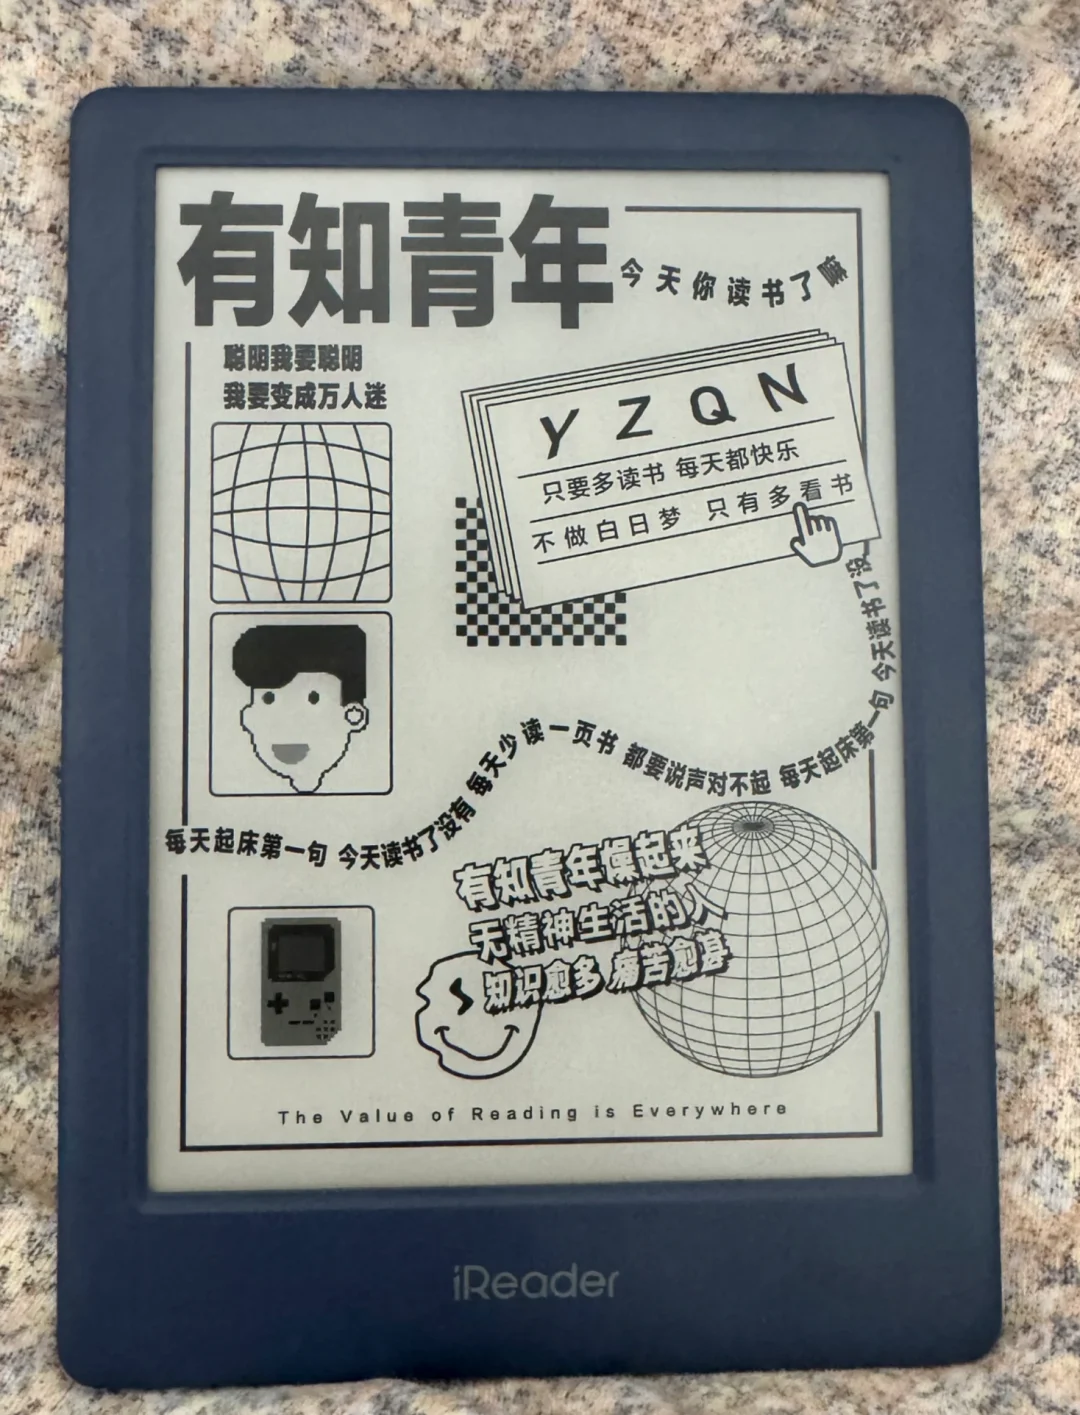 有知青年
今天你读书了嘛
聪明我要聪明
我要变成万人迷
YZQN
只要多读书 每天都快乐
不做白日梦 只有多看书
每天起床第一句 今天读书了没有 每天少读一页书 都要说声对不起 每天起床第一句 今天读书了没
有知青年操起来
无精神生活的人
知识愈多 痛苦愈甚
The Value of Reading is Everywhere
iReader